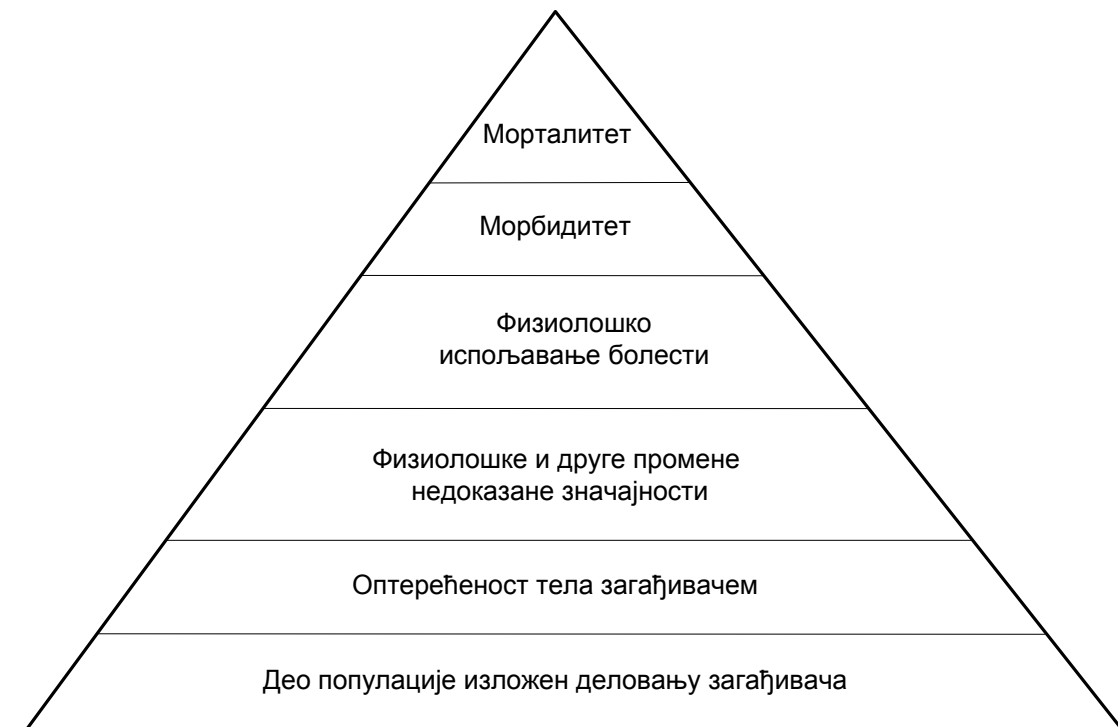 Морталитет
Морбидитет
Физиолошко
испољавање болести
Физиолошке и друге промене
недоказане значајности
Оптерећеност тела загађивачем
Део популације изложен деловању загађивача